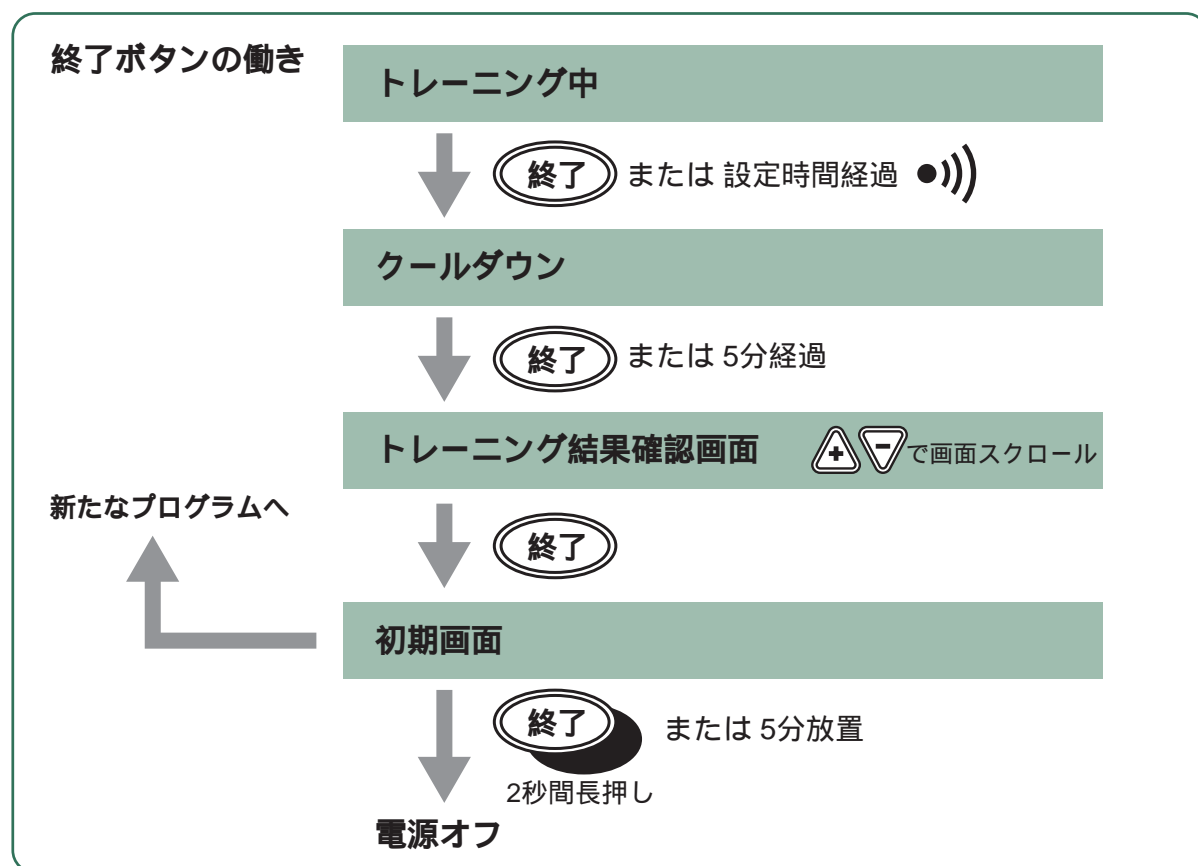 終了ボタンの働き
トレーニング中
終了 または 設定時間経過
クールダウン
終了 または 5分経過
トレーニング結果確認画面 + - で画面スクロール
新たなプログラムへ
終了
初期画面
終了 または 5分放置
2秒間長押し
電源オフ